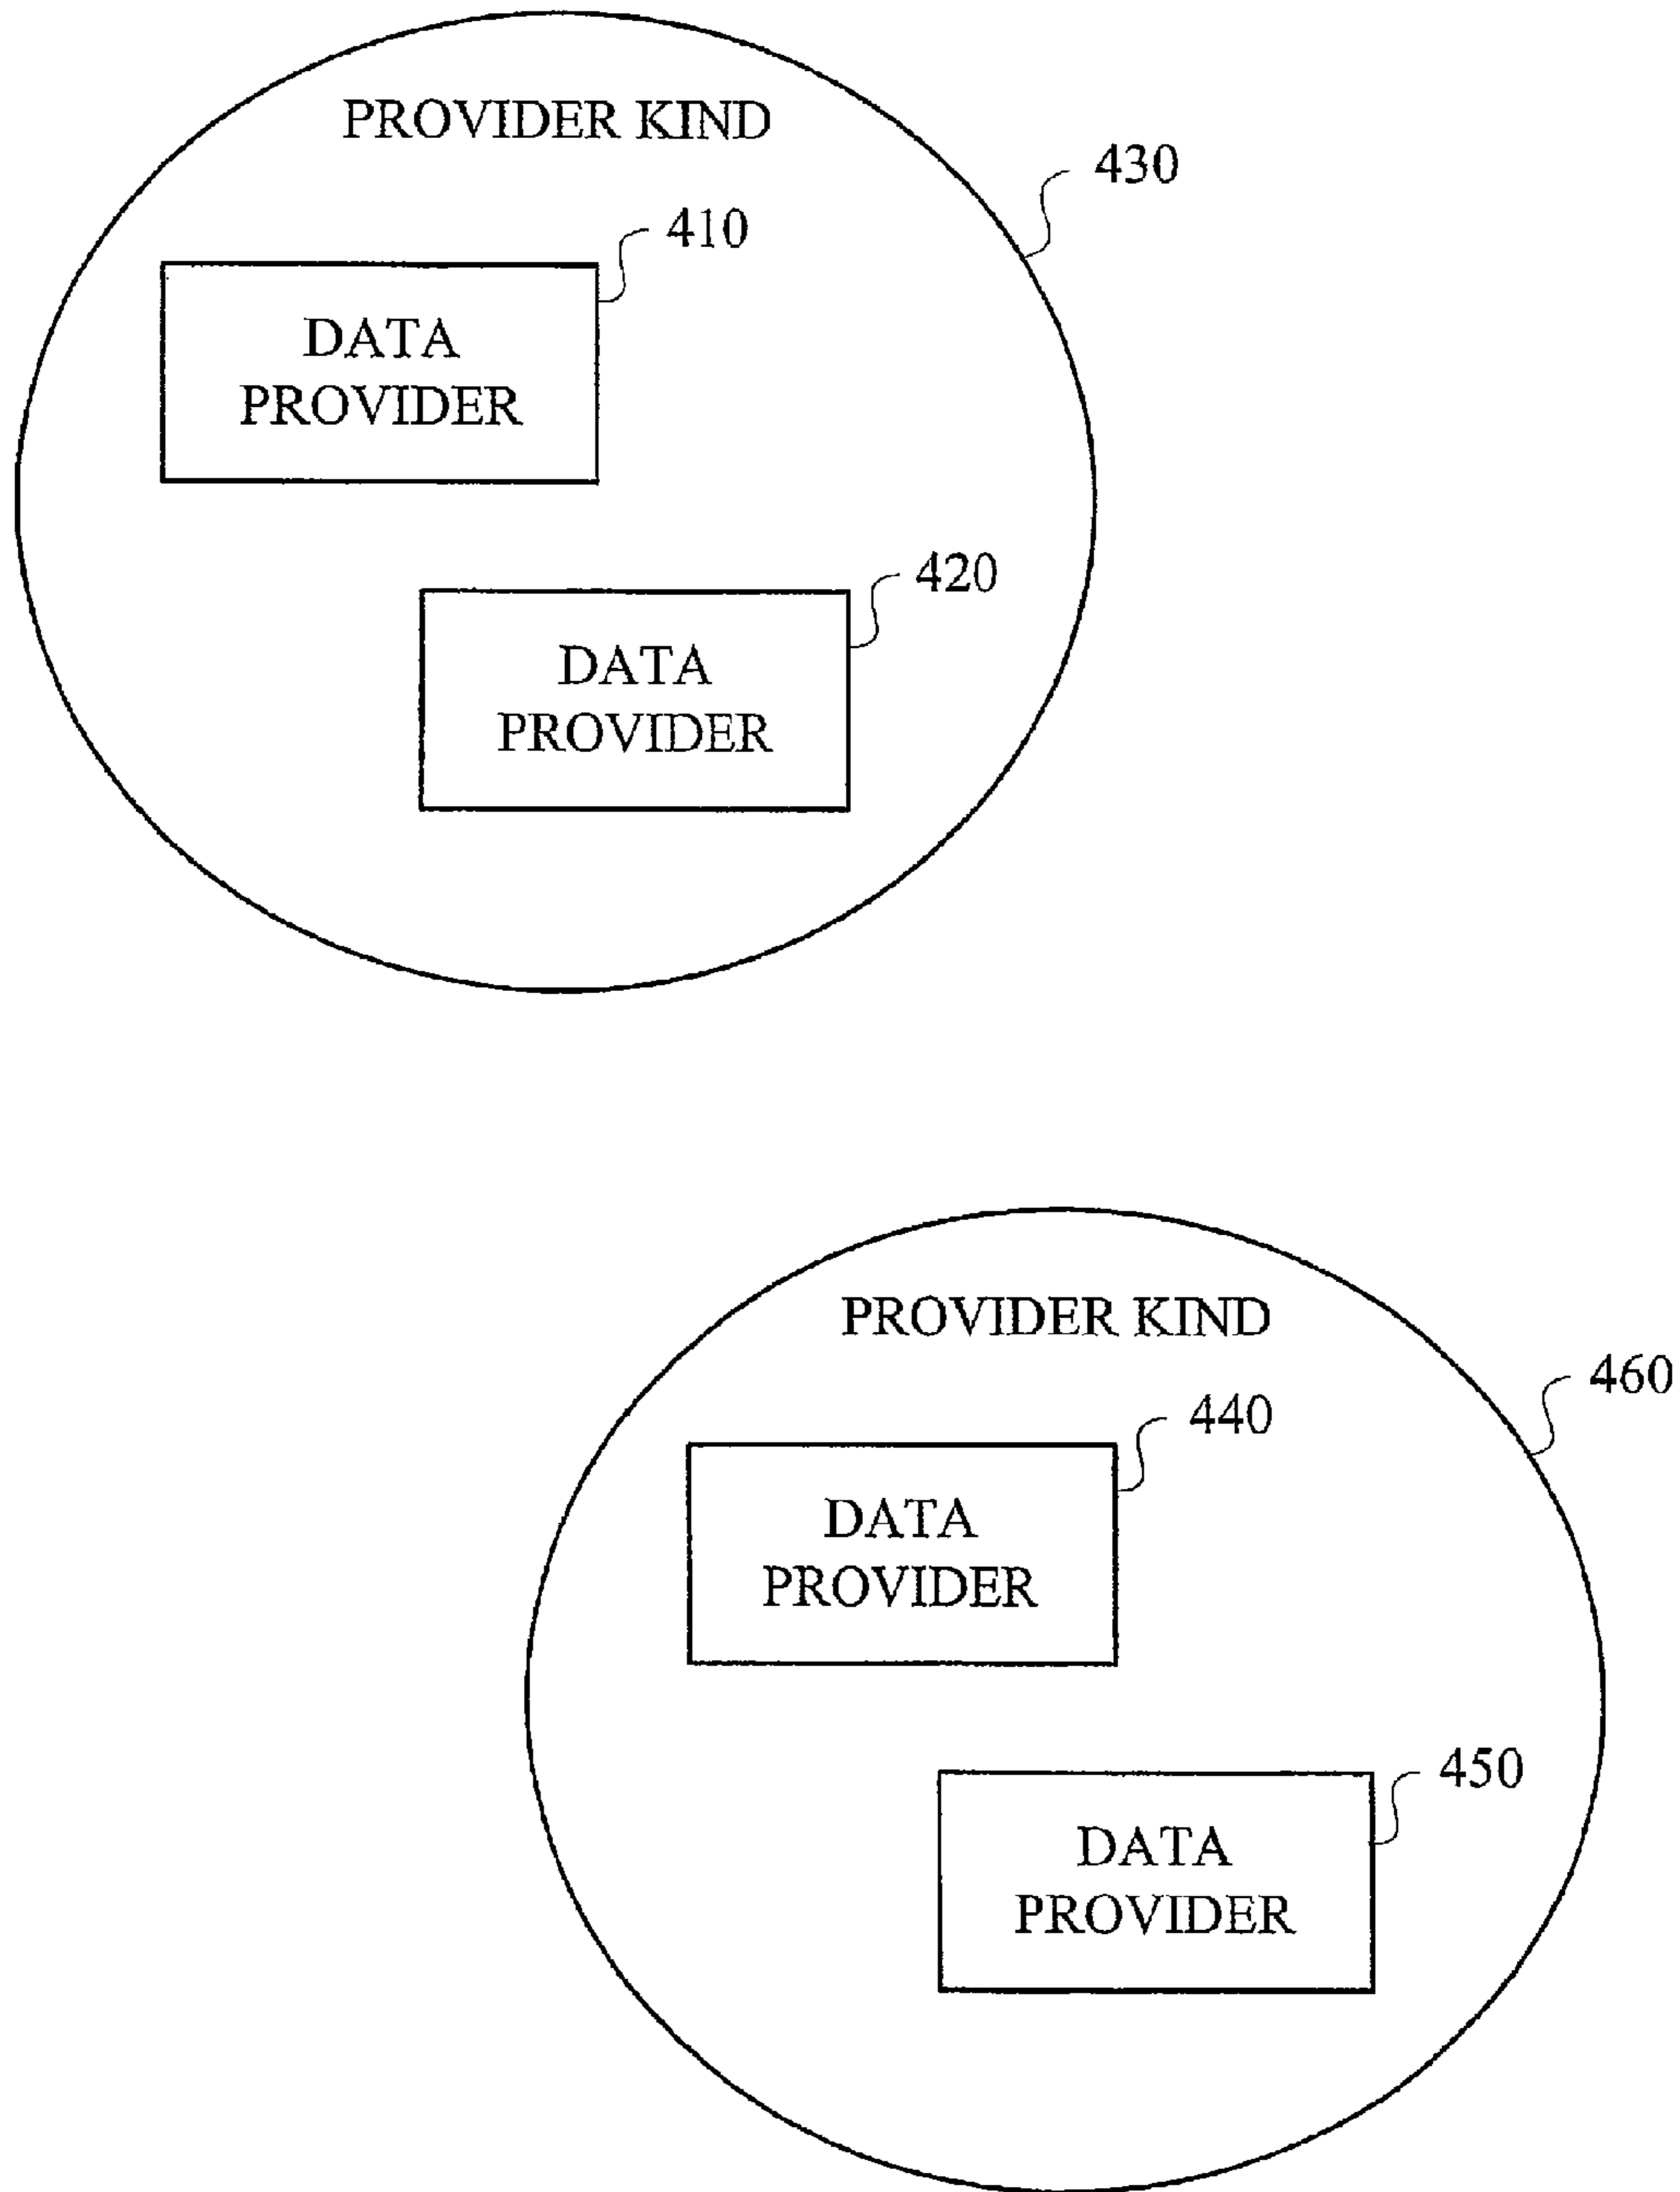 PROVIDER KIND
430
410
DATA
PROVIDER
420
DATA
PROVIDER
PROVIDER KIND
460
440
DATA
PROVIDER
450
DATA
PROVIDER